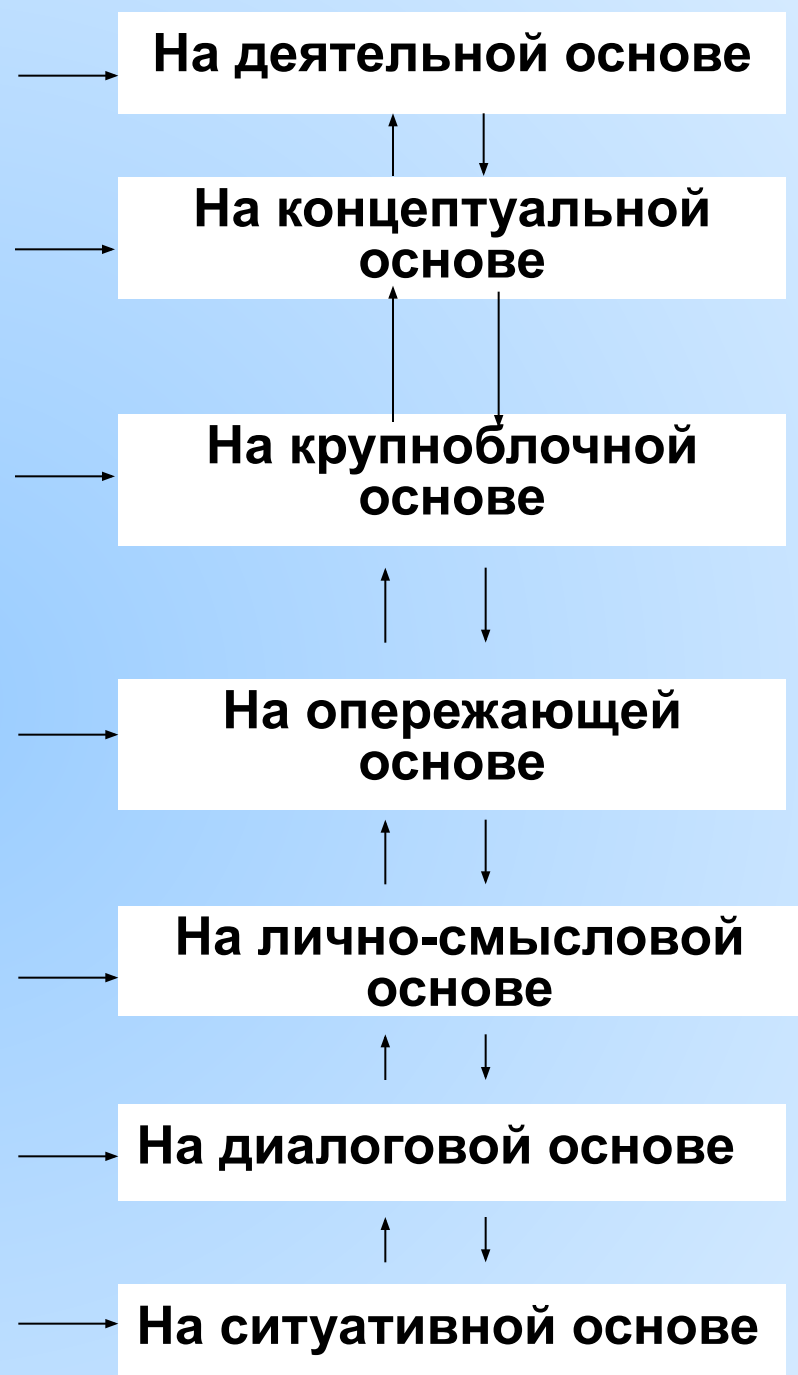 На деятельной основе
На концептуальной
основе
На крупноблочной
основе
На опережающей
основе
На лично-смысловой
основе
На диалоговой основе
На ситуативной основе